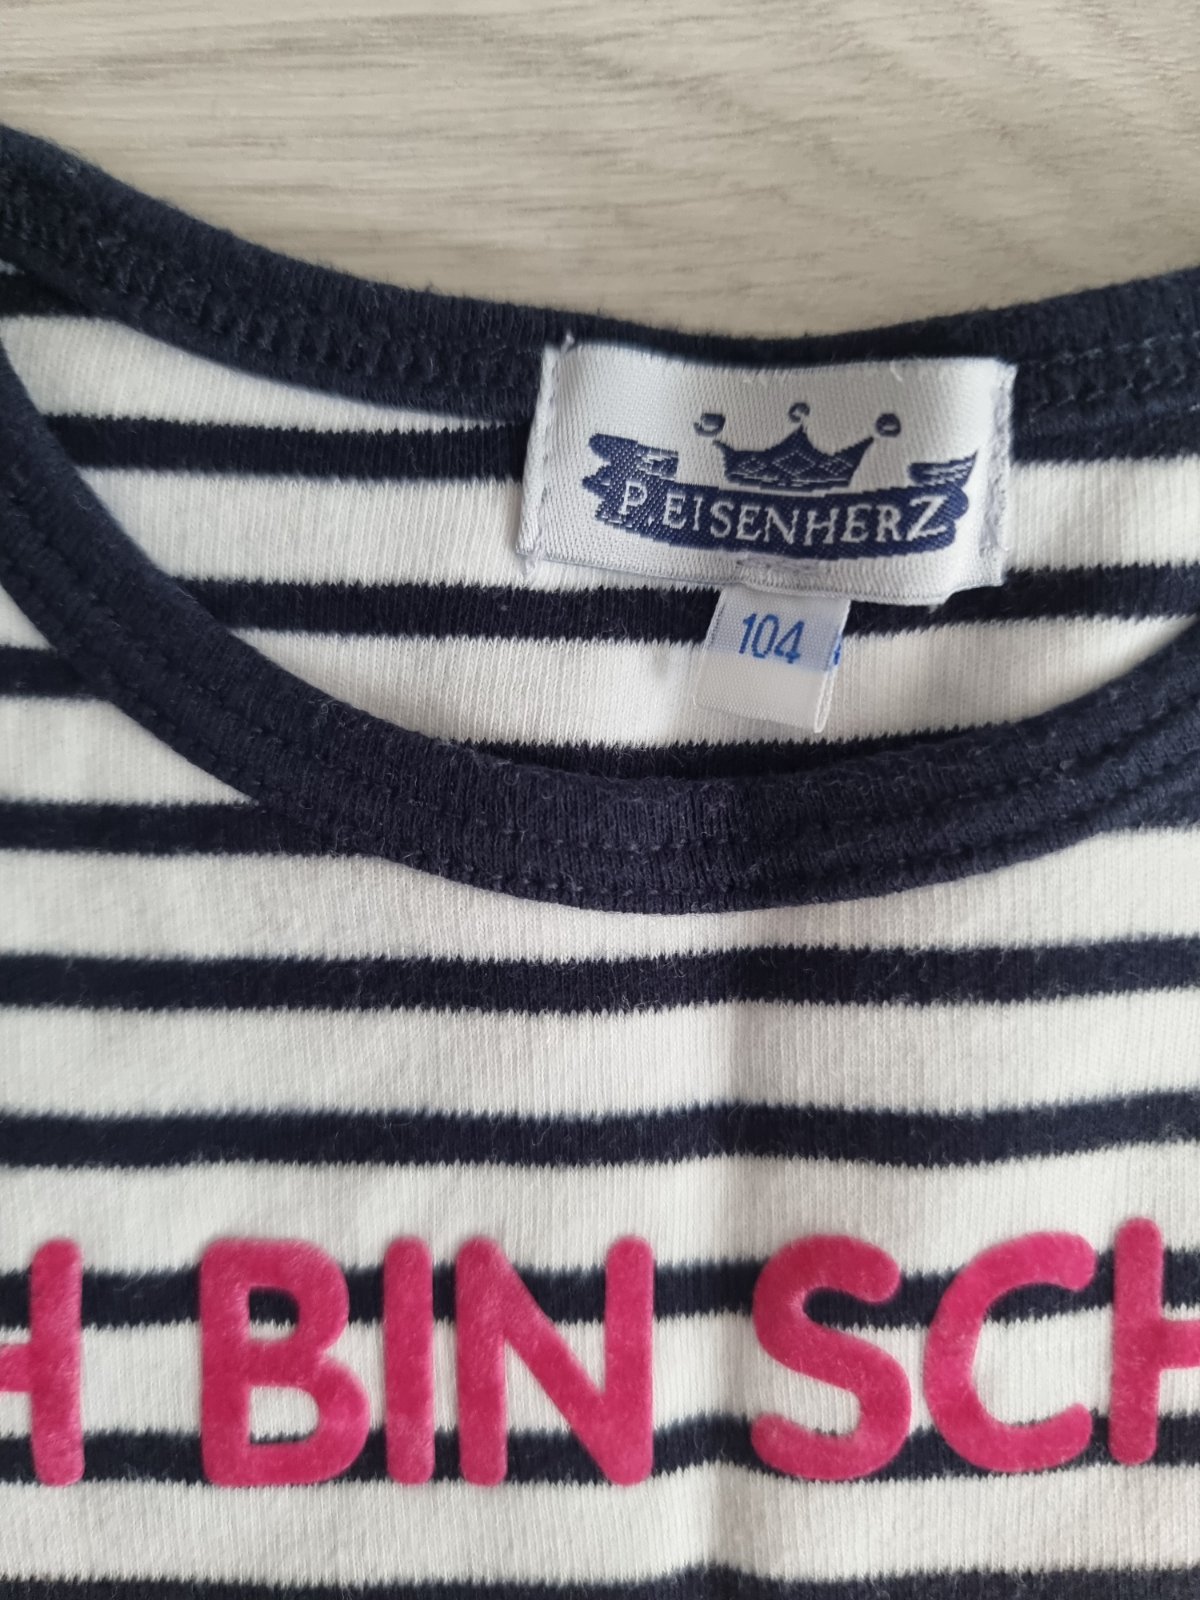 P.EISENHERZ
104
H BIN SCH